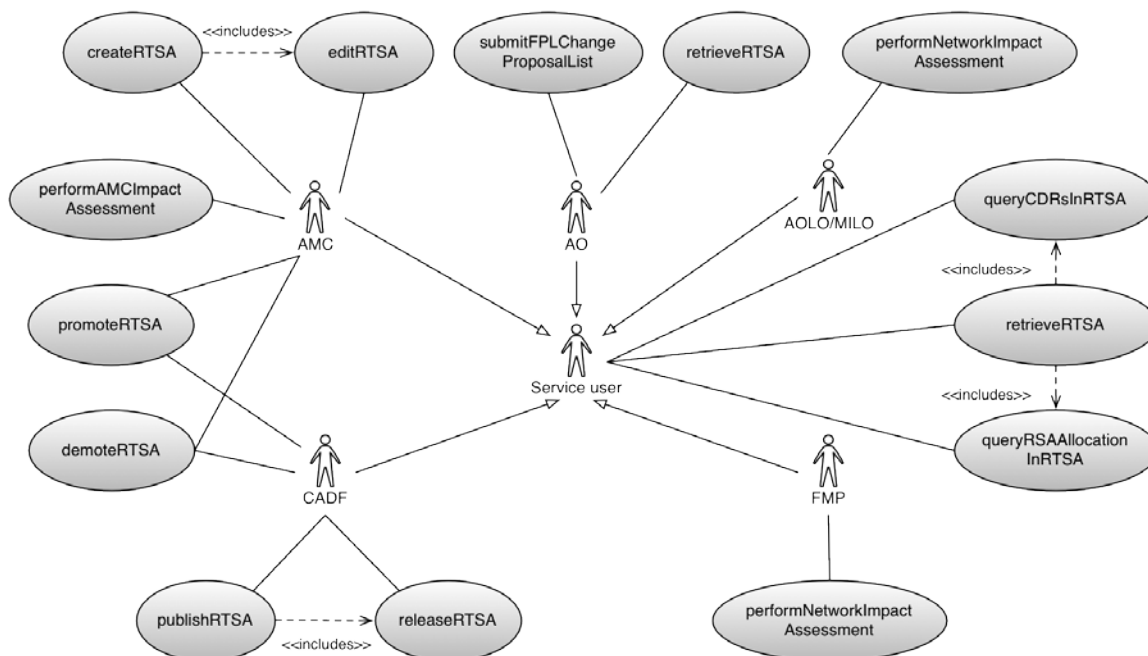 <<includes>>
createRTSA
editRTSA
submitFPLChange
ProposalList
retrieveRTSA
performNetworkImpact
Assessment
performAMCImpact
Assessment
AMC
AO
AOLO/MILO
queryCDRsInRTSA
<<includes>>
promoteRTSA
retrieveRTSA
Service user
<<includes>>
demoteRTSA
queryRSAAllocation
InRTSA
CADF
FMP
publishRTSA
releaseRTSA
<<includes>>
performNetworkImpact
Assessment